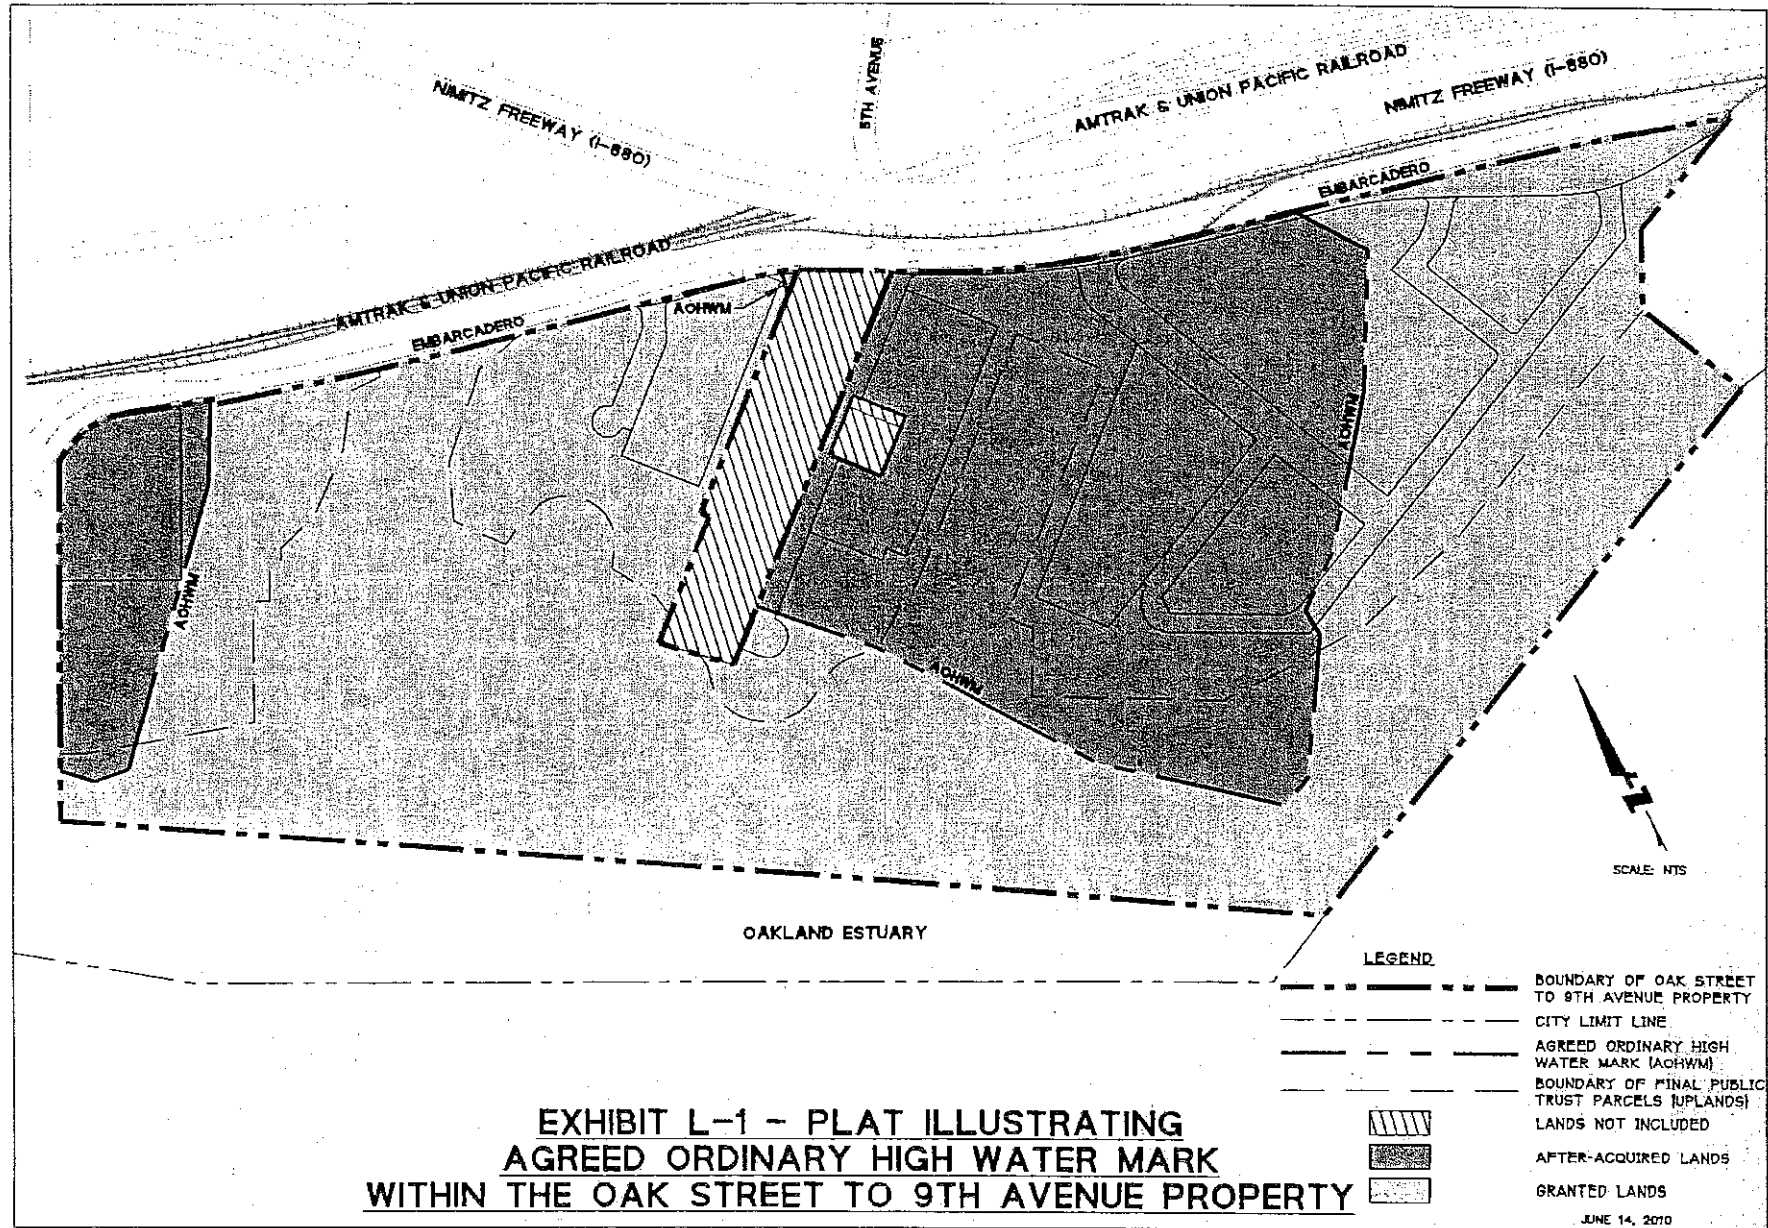 5TH AVENUE
NIMITZ FREEWAY (I-880)
AMTRAK & UNION PACIFIC RAILROAD
NIMITZ FREEWAY (I-880)
EMBARCADERO
AMTRAK & UNION PACIFIC RAILROAD
EMBARCADERO
AOHWM
AOHWM
AOHWM
AOHWM
N
SCALE: NTS
OAKLAND ESTUARY
LEGEND
BOUNDARY OF OAK STREET
TO 9TH AVENUE PROPERTY
CITY LIMIT LINE
AGREED ORDINARY HIGH
WATER MARK (AOHWM)
BOUNDARY OF FINAL PUBLIC
TRUST PARCELS (UPLANDS)
LANDS NOT INCLUDED
AFTER-ACQUIRED LANDS
GRANTED LANDS
JUNE 14, 2010
EXHIBIT L-1 - PLAT ILLUSTRATING
AGREED ORDINARY HIGH WATER MARK
WITHIN THE OAK STREET TO 9TH AVENUE PROPERTY